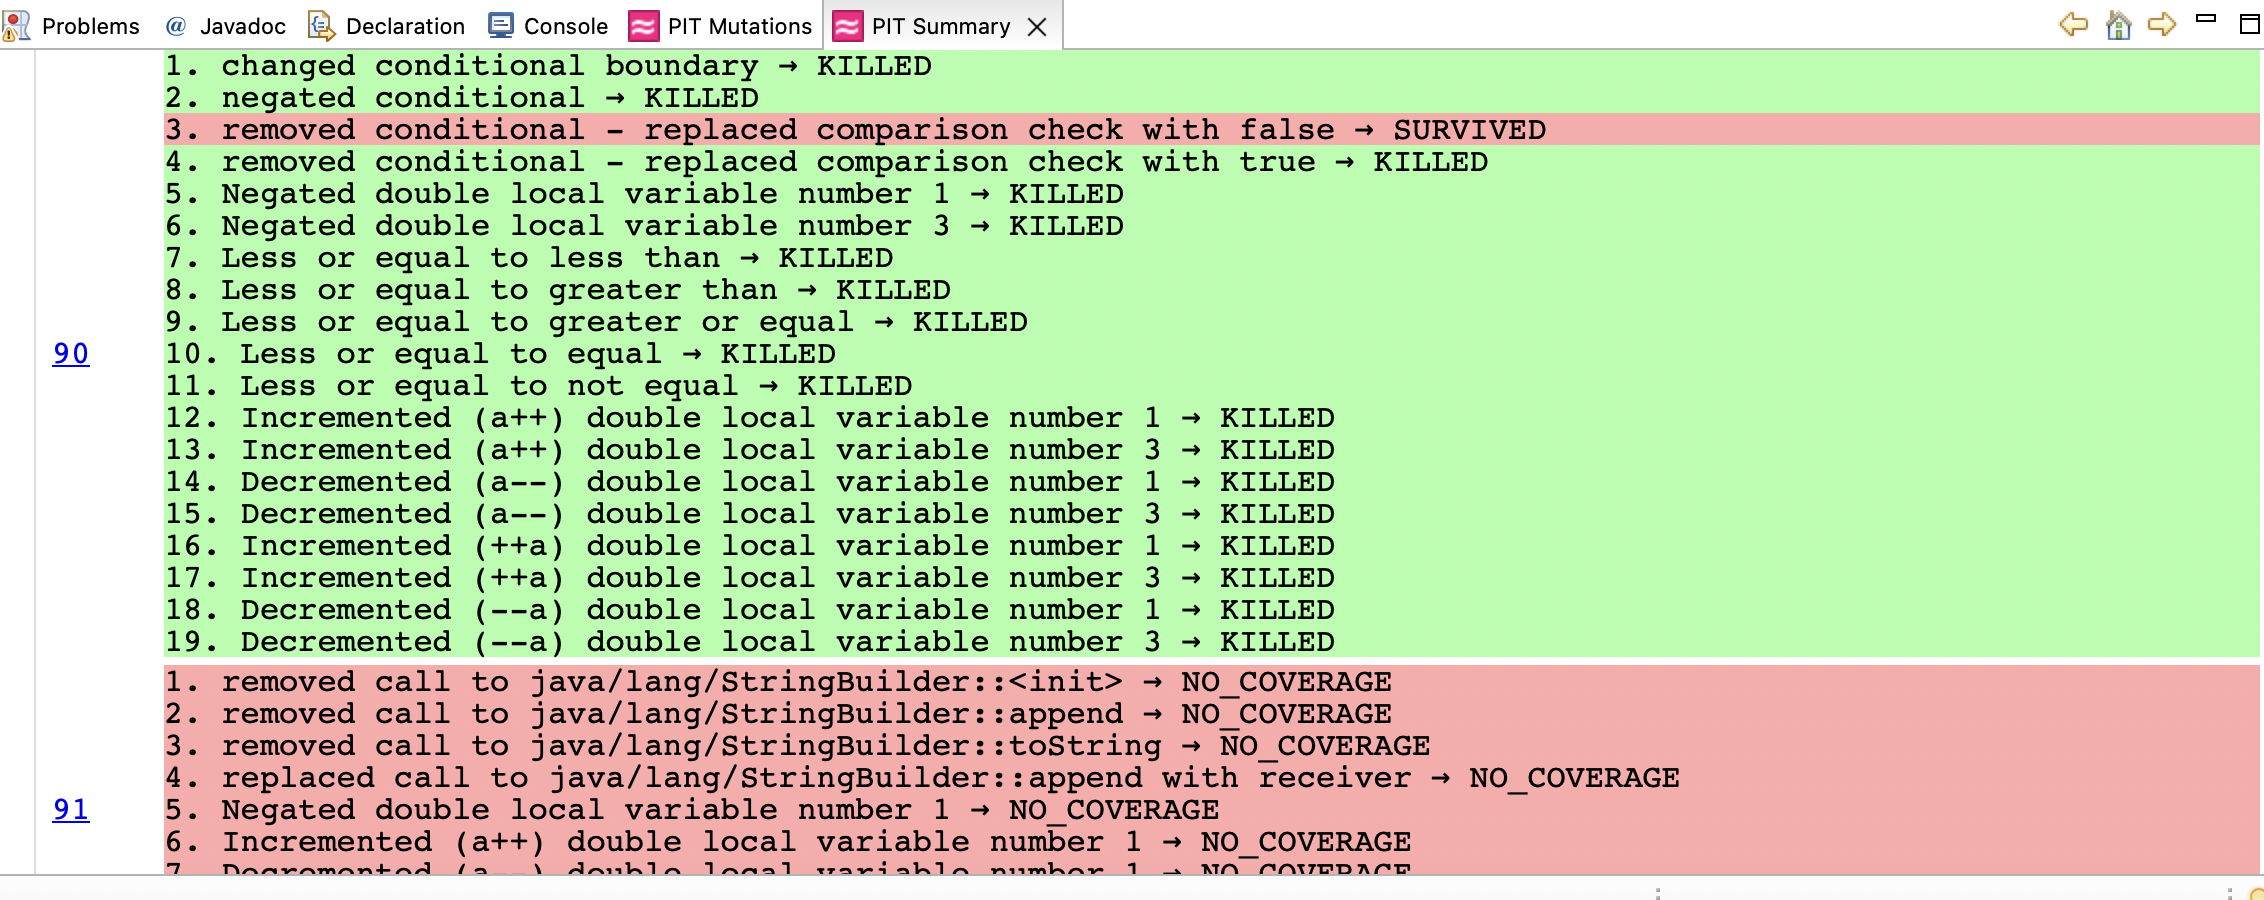 Problems @ Javadoc Declaration Console PIT Mutations PIT Summary
1. changed conditional boundary → KILLED
2. negated conditional → KILLED
3. removed conditional - replaced comparison check with false → SURVIVED
4. removed conditional - replaced comparison check with true → KILLED
5. Negated double local variable number 1 → KILLED
6. Negated double local variable number 3 → KILLED
7. Less or equal to less than → KILLED
8. Less or equal to greater than → KILLED
9. Less or equal to greater or equal → KILLED
90 10. Less or equal to equal → KILLED
11. Less or equal to not equal → KILLED
12. Incremented (a++) double local variable number 1 → KILLED
13. Incremented (a++) double local variable number 3 → KILLED
14. Decremented (a--) double local variable number 1 → KILLED
15. Decremented (a--) double local variable number 3 → KILLED
16. Incremented (++a) double local variable number 1 → KILLED
17. Incremented (++a) double local variable number 3 → KILLED
18. Decremented (--a) double local variable number 1 → KILLED
19. Decremented (--a) double local variable number 3 → KILLED
1. removed call to java/lang/StringBuilder::<init> → NO_COVERAGE
2. removed call to java/lang/StringBuilder::append → NO_COVERAGE
3. removed call to java/lang/StringBuilder::toString → NO_COVERAGE
4. replaced call to java/lang/StringBuilder::append with receiver → NO_COVERAGE
91 5. Negated double local variable number 1 → NO_COVERAGE
6. Incremented (a++) double local variable number 1 → NO_COVERAGE
7. Decremented (a--) double local variable number 1 → NO_COVERAGE